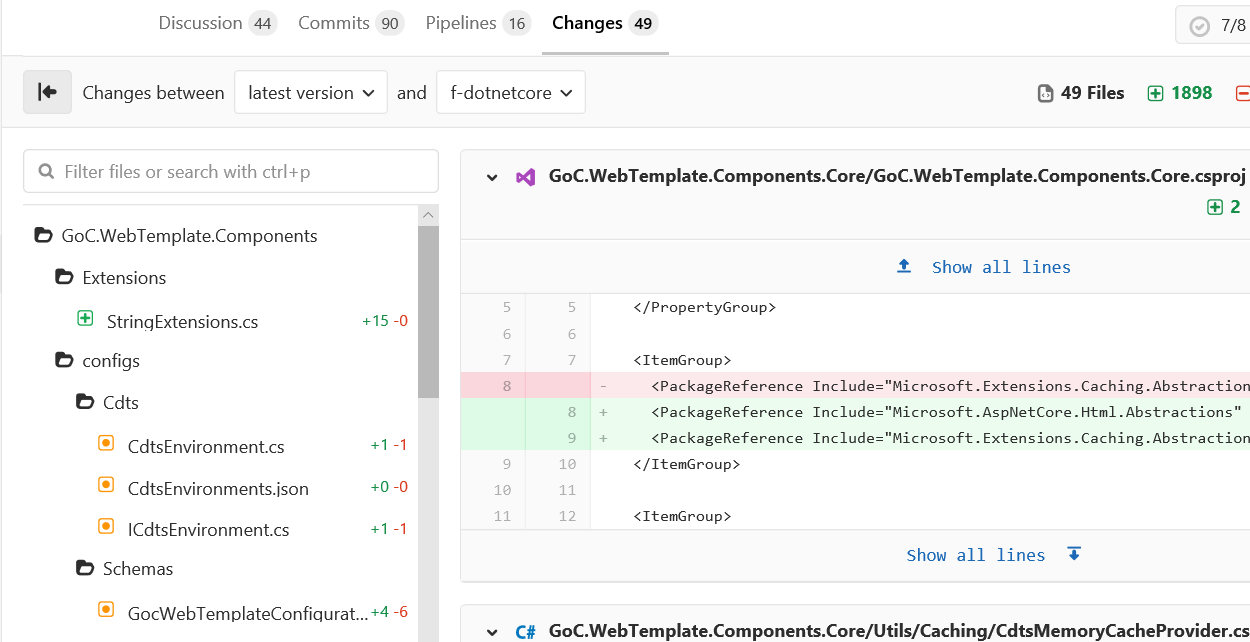 Discussion 44 Commits 90 Pipelines 16 Changes 49 7/8
Changes between latest version and f-dotnetcore 49 Files 1898
Filter files or search with ctrl+p
GoC.WebTemplate.Components
Extensions
StringExtensions.cs +15 -0
configs
Cdts
CdtsEnvironment.cs +1 -1
CdtsEnvironments.json +0 -0
ICdtsEnvironment.cs +1 -1
Schemas
GocWebTemplateConfigurat... +4 -6
GoC.WebTemplate.Components.Core/GoC.WebTemplate.Components.Core.csproj
2
Show all lines
5 5 </PropertyGroup>
6 6
7 7 <ItemGroup>
8 - <PackageReference Include="Microsoft.Extensions.Caching.Abstraction
8 + <PackageReference Include="Microsoft.AspNetCore.Html.Abstractions"
9 + <PackageReference Include="Microsoft.Extensions.Caching.Abstraction
9 10 </ItemGroup>
10 11
11 12 <ItemGroup>
Show all lines
C# GoC.WebTemplate.Components.Core/Utils/Caching/CdtsMemoryCacheProvider.cs